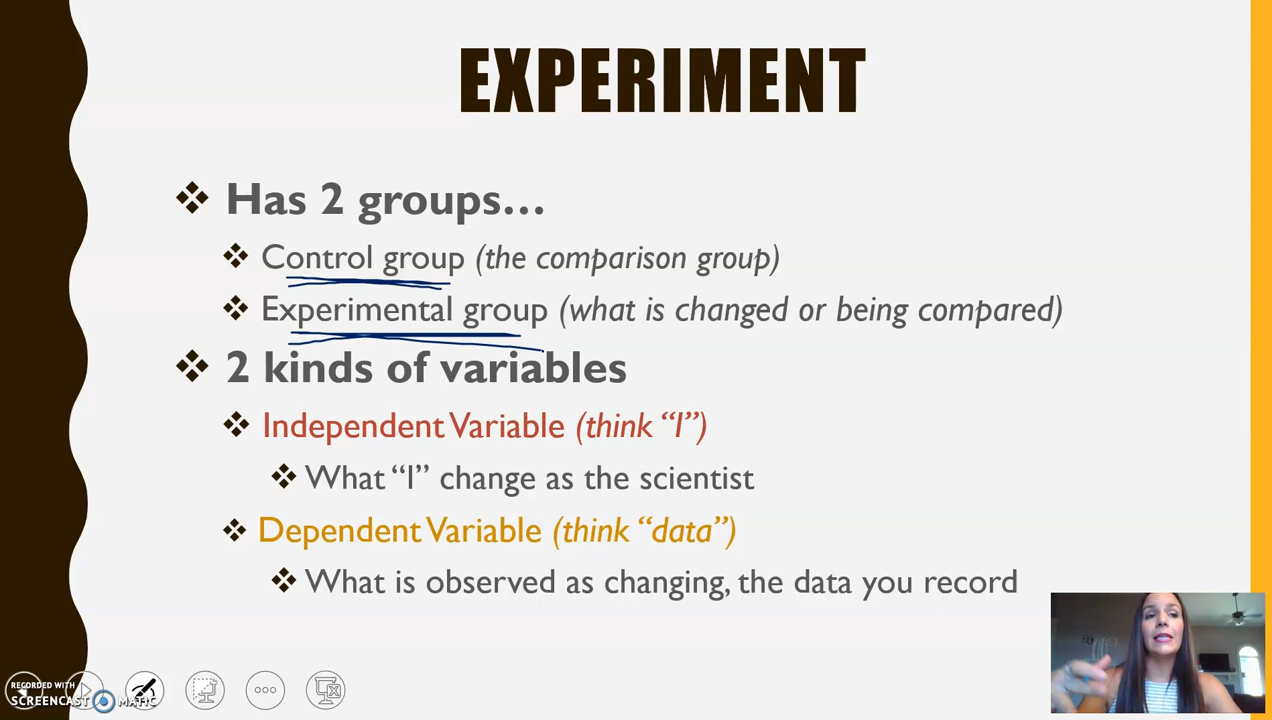 EXPERIMENT
Has 2 groups…
Control group (the comparison group)
Experimental group (what is changed or being compared)
2 kinds of variables
Independent Variable (think “I”)
What “I” change as the scientist
Dependent Variable (think “data”)
What is observed as changing, the data you record
RECORDED WITH
SCREENCAST MATIC